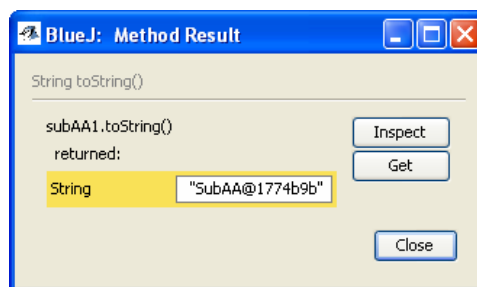 BlueJ: Method Result
String toString()
subAA1.toString()
returned:
String "SubAA@1774b9b"
Inspect
Get
Close